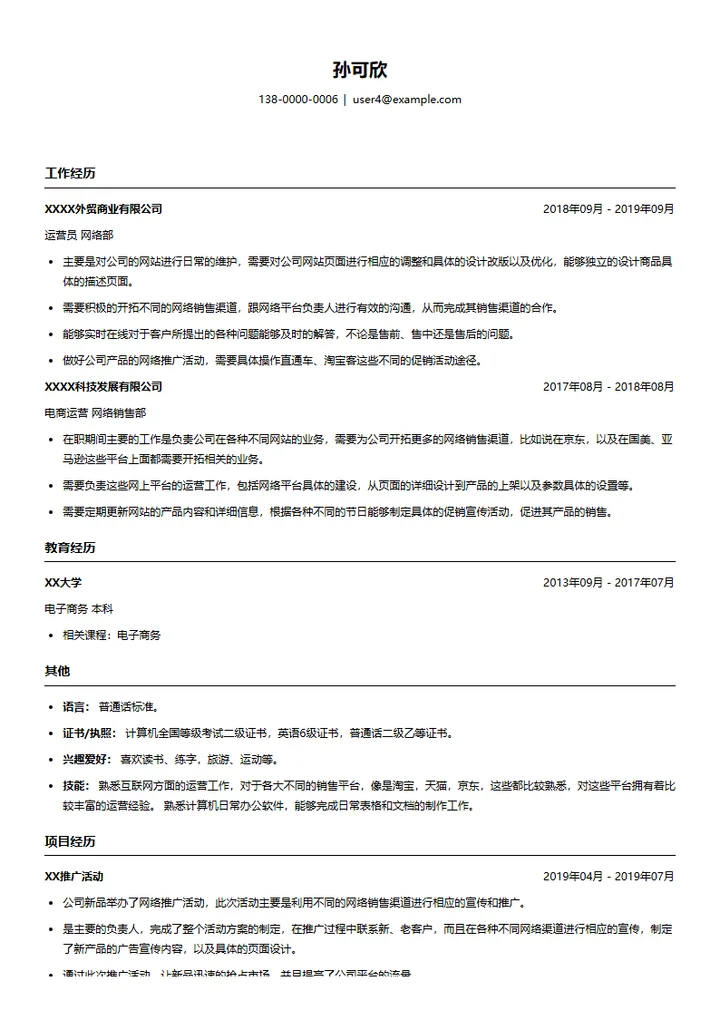 孙可欣
138-0000-0006 | user4@example.com
工作经历
XXXX外贸商业有限公司 2018年09月 - 2019年09月
运营员 网络部
• 主要是对公司的网站进行日常的维护，需要对公司网站页面进行相应的调整和具体的设计改版以及优化，能够独立的设计商品具
体的描述页面。
• 需要积极的开拓不同的网络销售渠道，跟网络平台负责人进行有效的沟通，从而完成其销售渠道的合作。
• 能够实时在线对于客户所提出的各种问题能够及时的解答，不论是售前、售中还是售后的问题。
• 做好公司产品的网络推广活动，需要具体操作直通车、淘宝客这些不同的促销活动途径。
XXXX科技发展有限公司 2017年08月 - 2018年08月
电商运营 网络销售部
• 在职期间主要的工作是负责公司在各种不同网站的业务，需要为公司开拓更多的网络销售渠道，比如说在京东，以及在国美、亚
马逊这些平台上面都需要开拓相关的业务。
• 需要负责这些网上平台的运营工作，包括网络平台具体的建设，从页面的详细设计到产品的上架以及参数具体的设置等。
• 需要定期更新网站的产品内容和详细信息，根据各种不同的节日能够制定具体的促销宣传活动，促进其产品的销售。
教育经历
XX大学 2013年09月 - 2017年07月
电子商务 本科
• 相关课程：电子商务
其他
• 语言： 普通话标准。
• 证书/执照： 计算机全国等级考试二级证书，英语6级证书，普通话二级乙等证书。
• 兴趣爱好： 喜欢读书、练字，旅游、运动等。
• 技能： 熟悉互联网方面的运营工作，对于各大不同的销售平台，像是淘宝，天猫，京东，这些都比较熟悉，对这些平台拥有着比
较丰富的运营经验。 熟悉计算机日常办公软件，能够完成日常表格和文档的制作工作。
项目经历
XX推广活动 2019年04月 - 2019年07月
• 公司新品举办了网络推广活动，此次活动主要是利用不同的网络销售渠道进行相应的宣传和推广。
• 是主要的负责人，完成了整个活动方案的制定，在推广过程中联系新、老客户，而且在各种不同网络渠道进行相应的宣传，制定
了新产品的广告宣传内容，以及具体的页面设计。
• 通过此次推广活动，让新品迅速的抢占市场，并且提高了公司平台的流量。